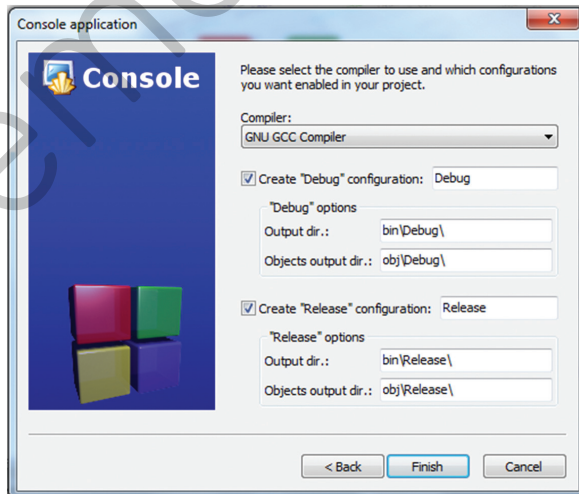 Console application
Console
Please select the compiler to use and which configurations
you want enabled in your project.
Compiler:
GNU GCC Compiler
Create "Debug" configuration: Debug
"Debug" options
Output dir.: bin\Debug\
Objects output dir.: obj\Debug\
Create "Release" configuration: Release
"Release" options
Output dir.: bin\Release\
Objects output dir.: obj\Release\
< Back Finish Cancel